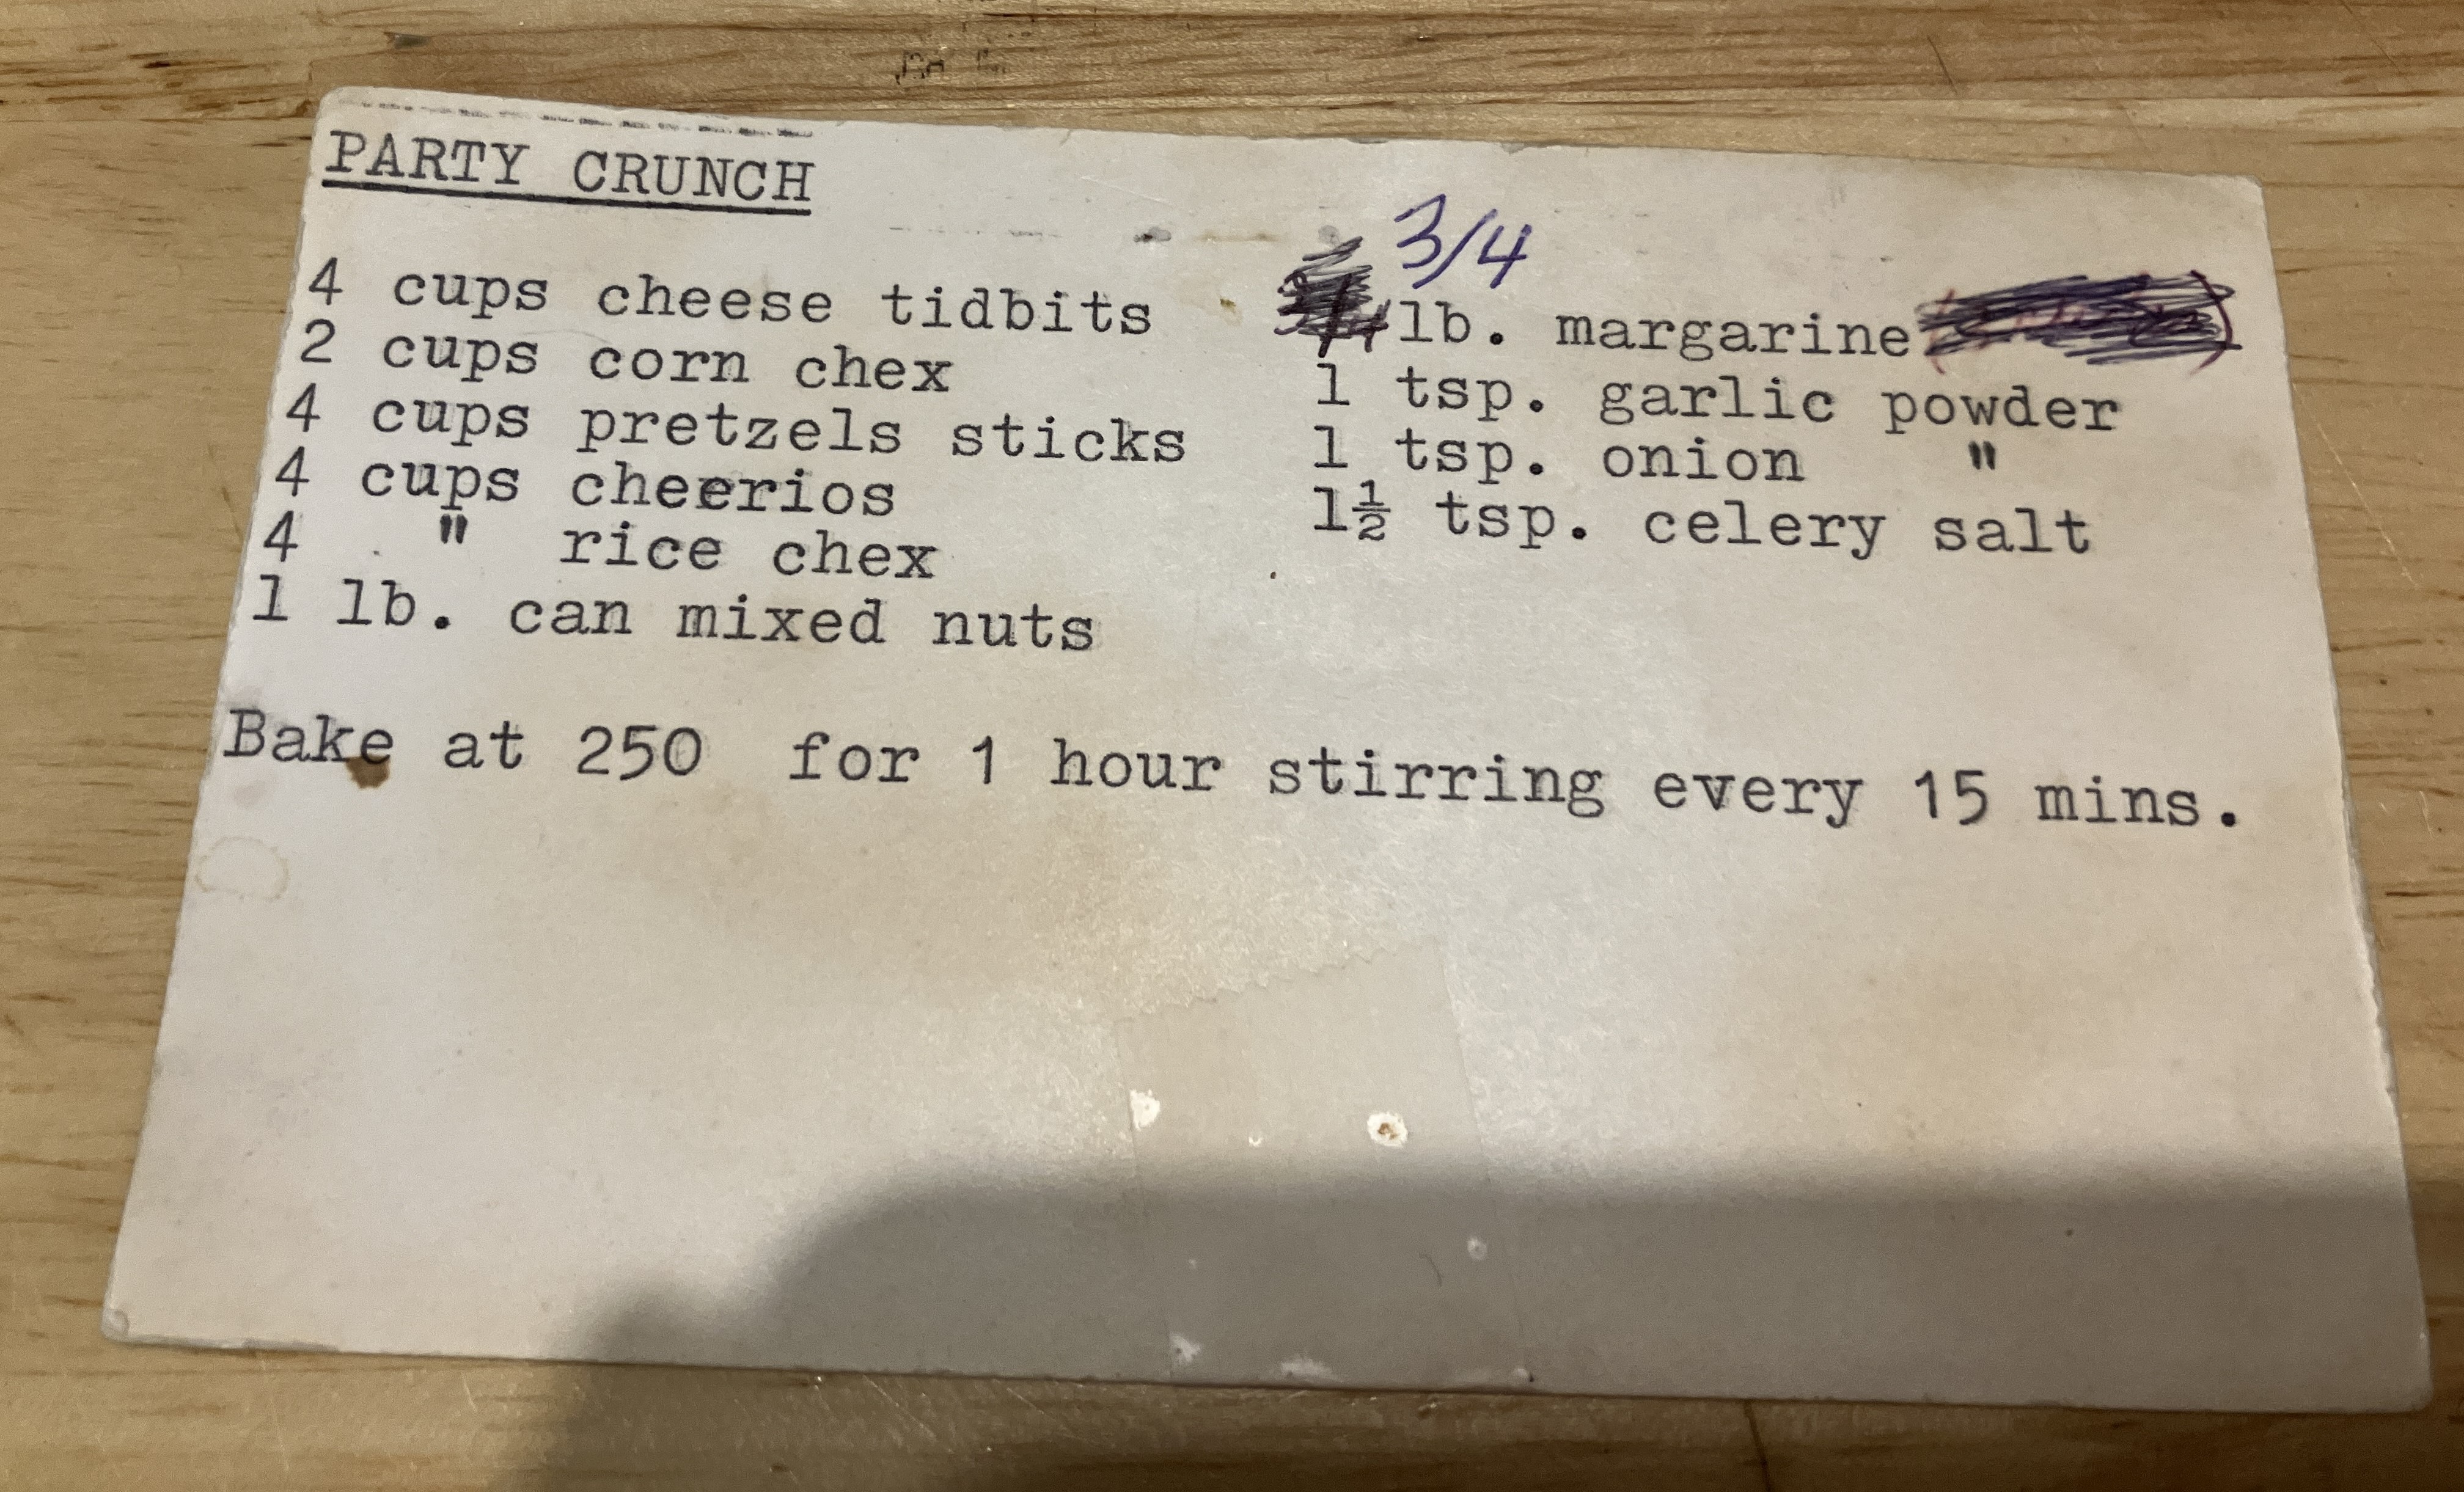 PARTY CRUNCH
4 cups cheese tidbits
2 cups corn chex
4 cups pretzels sticks
4 cups cheerios
4 " rice chex
1 lb. can mixed nuts
3/4
lb. margarine
1 tsp. garlic powder
1 tsp. onion "
1½ tsp. celery salt
Bake at 250 for 1 hour stirring every 15 mins.